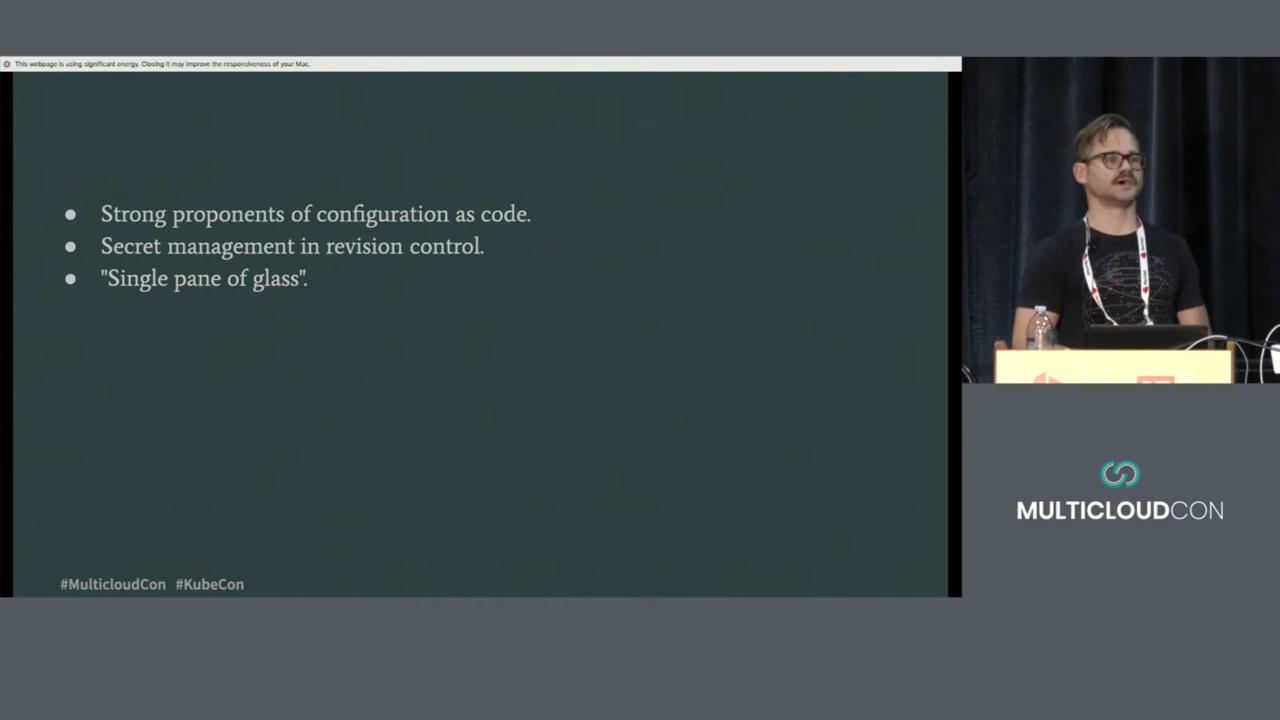 This webpage is using significant energy. Closing it may improve the responsiveness of your Mac.
● Strong proponents of configuration as code.
● Secret management in revision control.
● "Single pane of glass".
#MulticloudCon #KubeCon
MULTICLOUDCON